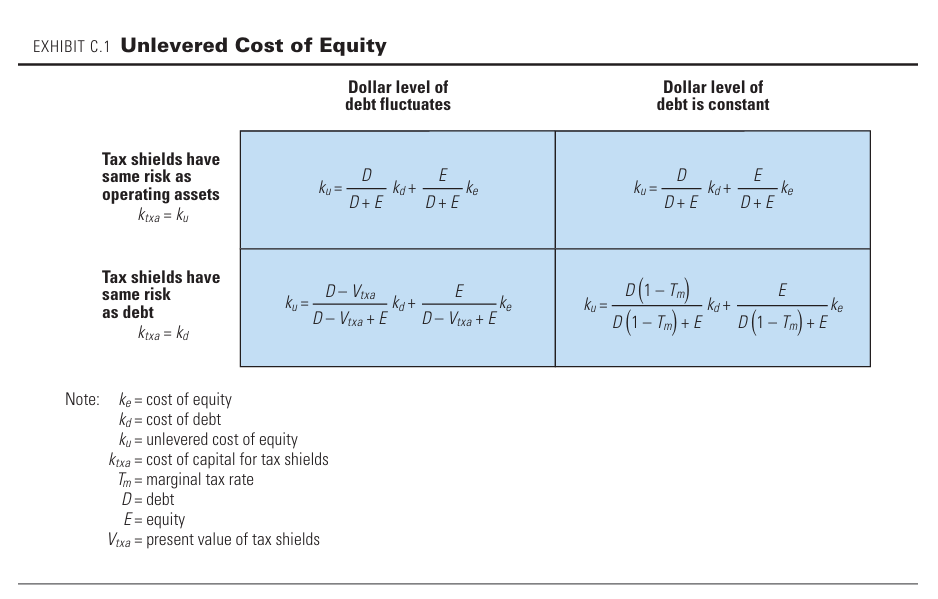 EXHIBIT C.1 Unlevered Cost of Equity
Dollar level of
debt fluctuates
Dollar level of
debt is constant
Tax shields have
same risk as
operating assets
k_txa = k_u
k_u = D/(D + E) k_d + E/(D + E) k_e
k_u = D/(D + E) k_d + E/(D + E) k_e
Tax shields have
same risk
as debt
k_txa = k_d
k_u = (D – V_txa)/(D – V_txa + E) k_d + E/(D – V_txa + E) k_e
k_u = D(1 – T_m)/(D(1 – T_m) + E) k_d + E/(D(1 – T_m) + E) k_e
Note: k_e = cost of equity
k_d = cost of debt
k_u = unlevered cost of equity
k_txa = cost of capital for tax shields
T_m = marginal tax rate
D = debt
E = equity
V_txa = present value of tax shields